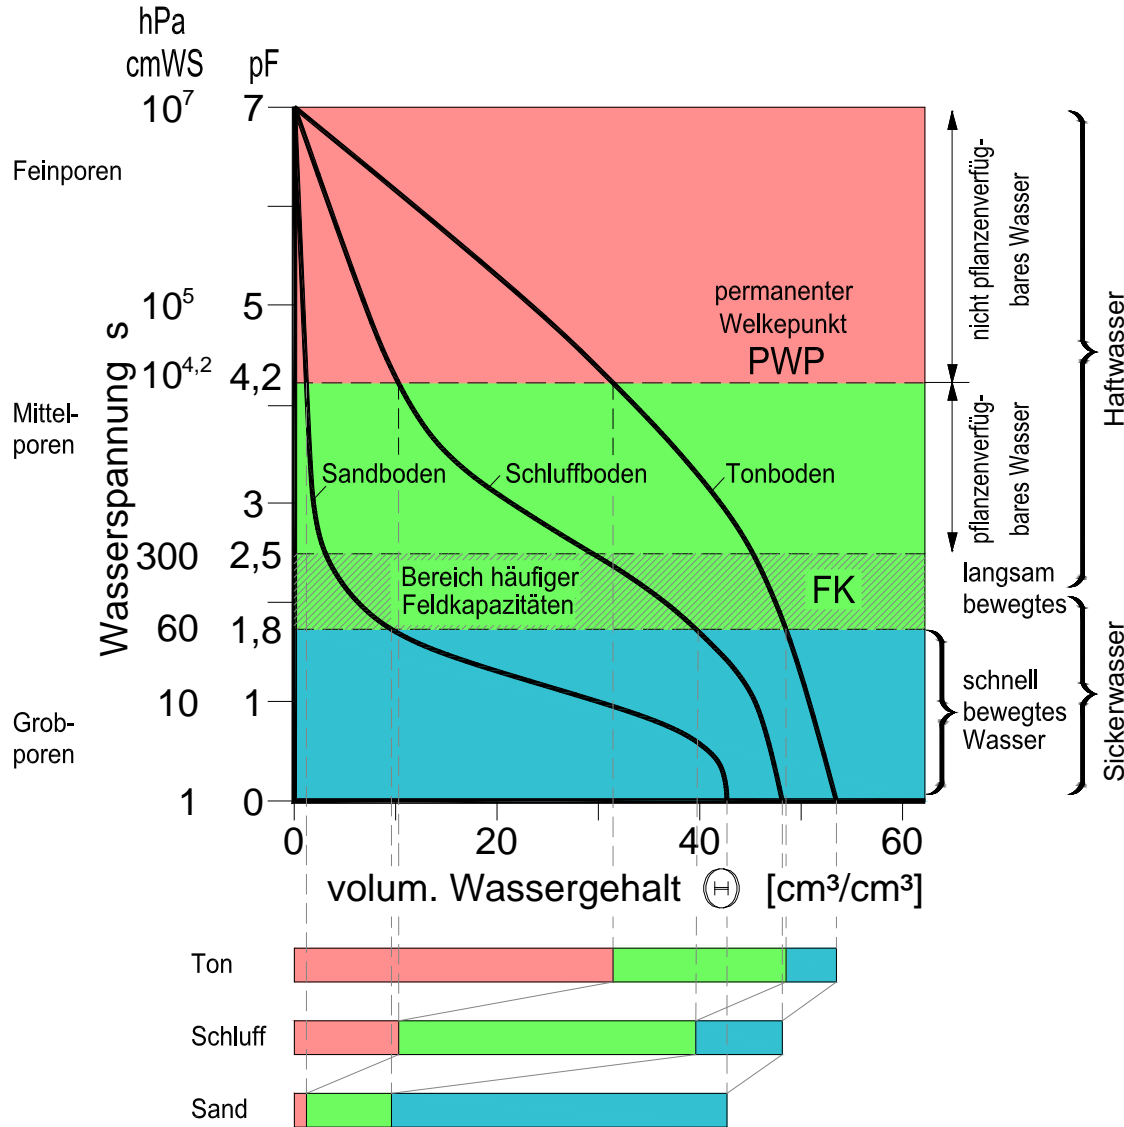 hPa
cmWS pF
10⁷ 7
Feinporen
nicht pflanzenverfüg-
bares Wasser
10⁵ 5
permanenter
Welkepunkt
PWP
10⁴,² 4,2
Haftwasser
Wasserspannung s
Mittel-
poren
pflanzenverfüg-
bares Wasser
Sandboden Schluffboden Tonboden
3
300 2,5
Bereich häufiger
Feldkapazitäten
FK
langsam
bewegtes
60 1,8
schnell
bewegtes
Wasser
Sickerwasser
10 1
Grob-
poren
1 0
0 20 40 60
volum. Wassergehalt Θ [cm³/cm³]
Ton
Schluff
Sand